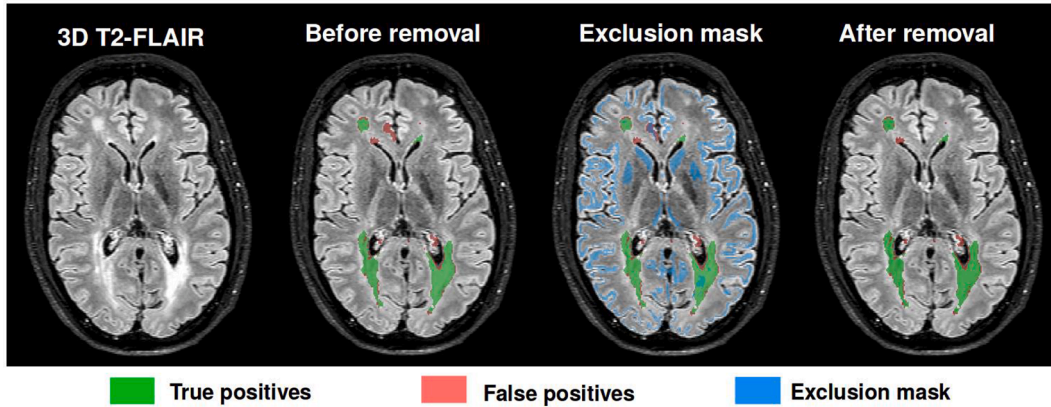 3D T2-FLAIR
Before removal
Exclusion mask
After removal
True positives
False positives
Exclusion mask